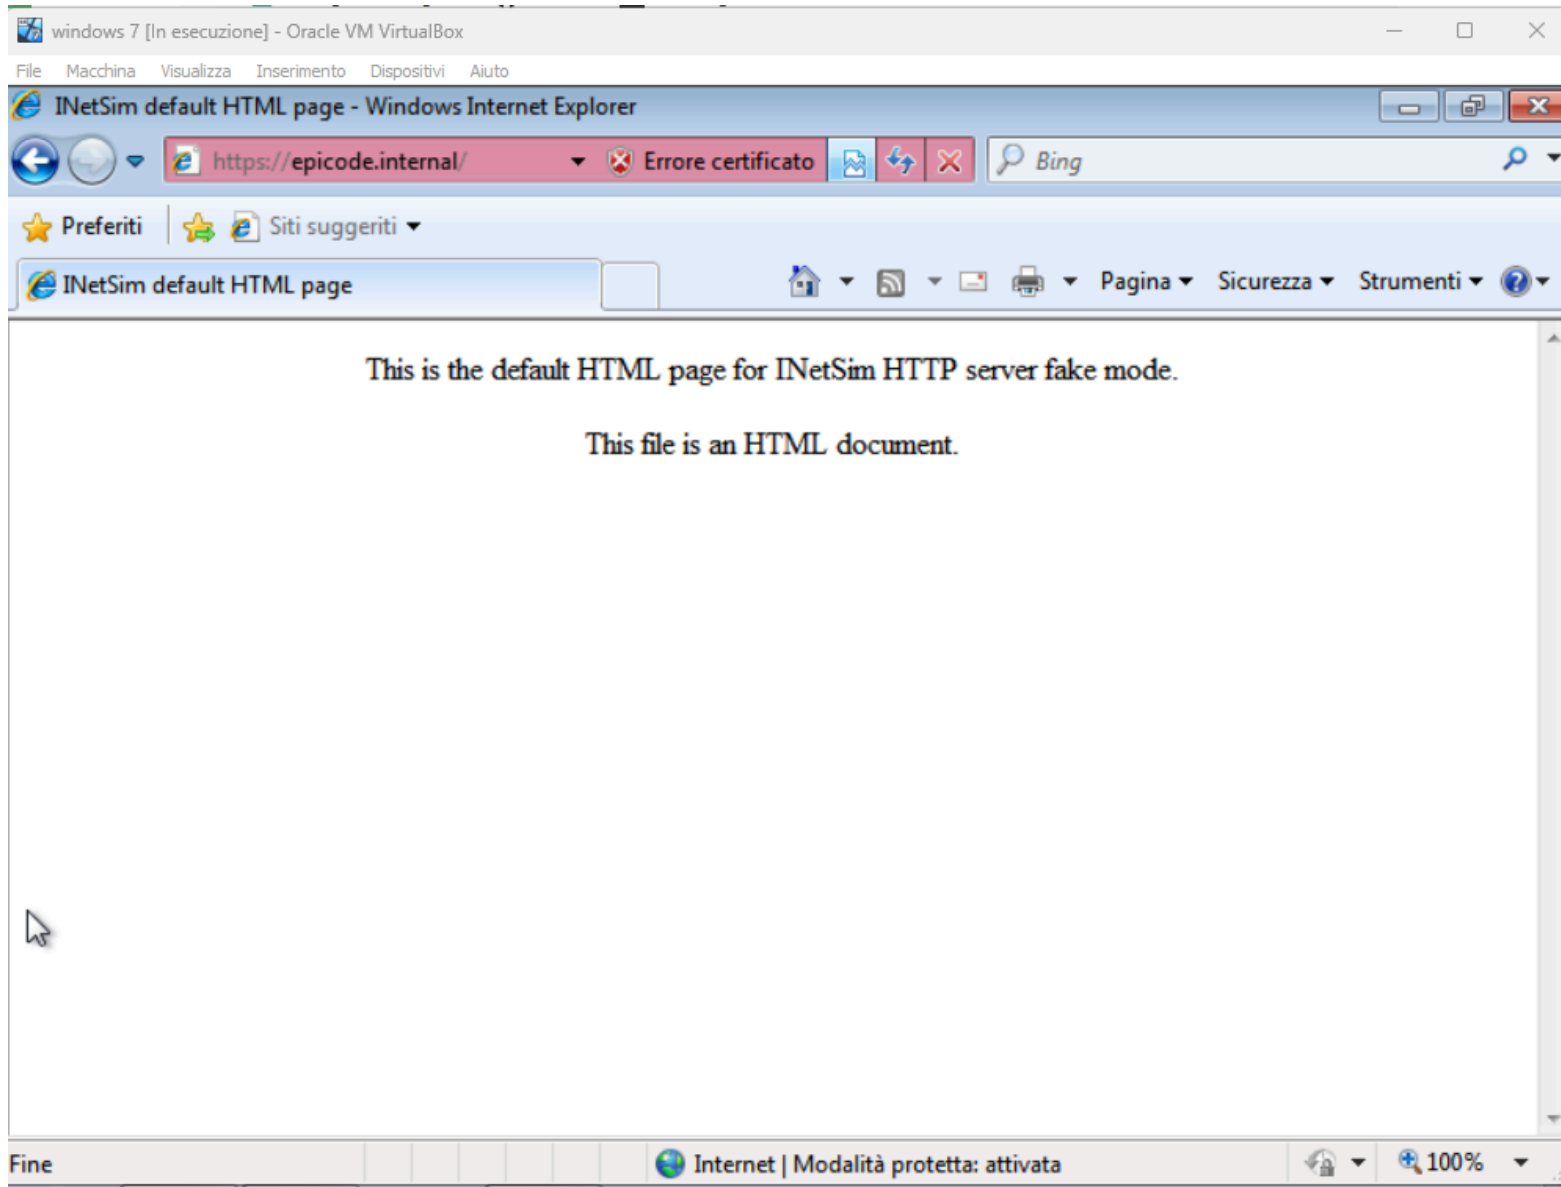 windows 7 [In esecuzione] - Oracle VM VirtualBox
File Macchina Visualizza Inserimento Dispositivi Aiuto
INetSim default HTML page - Windows Internet Explorer
https://epicode.internal/ Errore certificato Bing
Preferiti Siti suggeriti
INetSim default HTML page Pagina Sicurezza Strumenti
This is the default HTML page for INetSim HTTP server fake mode.
This file is an HTML document.
Fine Internet | Modalità protetta: attivata 100%